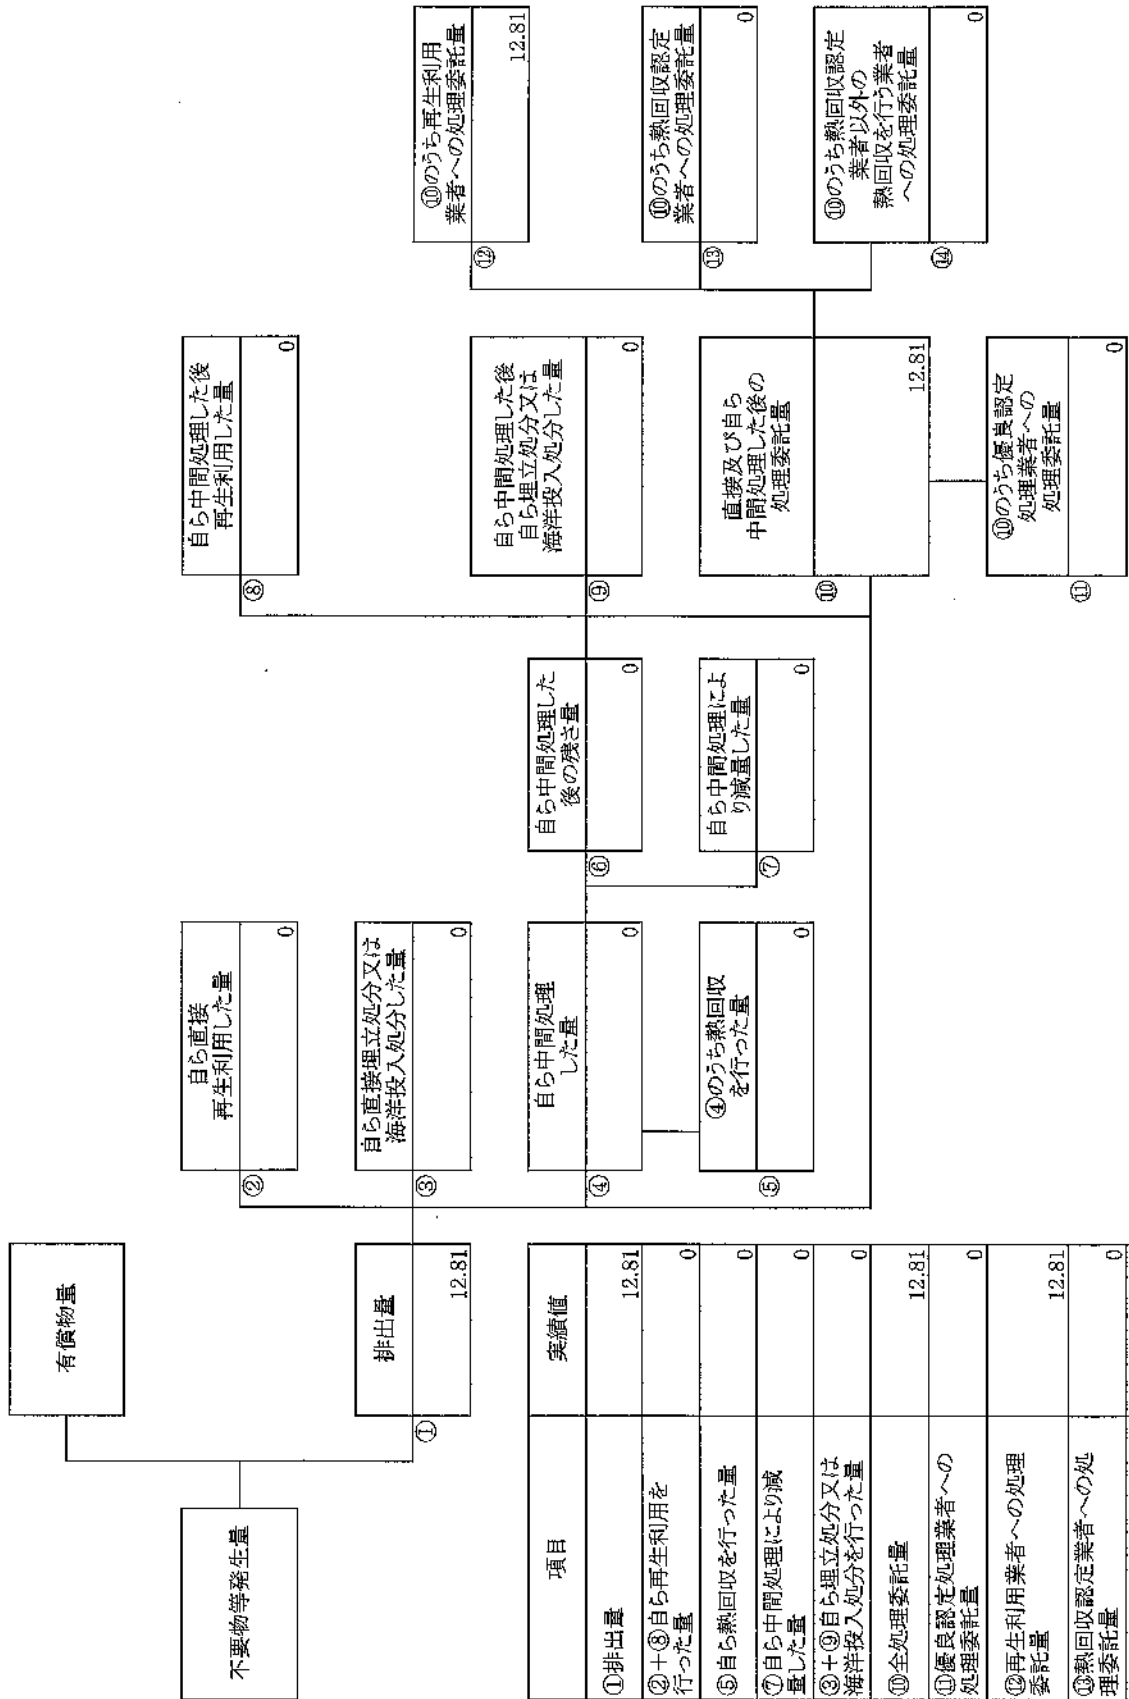 不要物等発生量
有償物量
排出量
①
12.81
自ら直接
再生利用した量
②
0
自ら直接埋立処分又は
海洋投入処分した量
③
0
自ら中間処理
した量
④
0
④のうち熱回収
を行った量
⑤
0
自ら中間処理した
後の残さ量
⑥
0
自ら中間処理によ
り減量した量
⑦
0
自ら中間処理した後
再生利用した量
⑧
0
自ら中間処理した後
自ら埋立処分又は
海洋投入処分した量
⑨
0
直接及び自ら
中間処理した後の
処理委託量
⑩
12.81
⑩のうち優良認定
処理業者への
処理委託量
⑪
0
⑩のうち再生利用
業者への処理委託量
⑫
12.81
⑩のうち熱回収認定
業者への処理委託量
⑬
0
⑩のうち熱回収認定
業者以外の
熱回収を行う業者
への処理委託量
⑭
0
項目 実績値
①排出量 12.81
②+⑧自ら再生利用を
行った量 0
⑤自ら熱回収を行った量 0
⑦自ら中間処理により減
量した量 0
③+⑨自ら埋立処分又は
海洋投入処分を行った量 0
⑩全処理委託量 12.81
⑪優良認定処理業者への
処理委託量 0
⑫再生利用業者への処理
委託量 12.81
⑬熱回収認定業者への処
理委託量 0